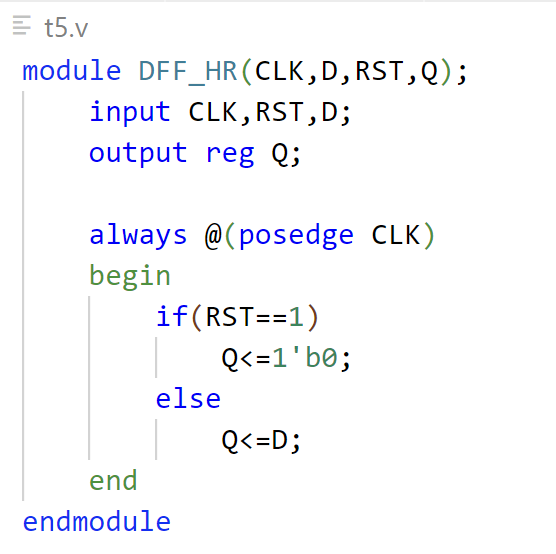 t5.v
module DFF_HR(CLK,D,RST,Q);
    input CLK,RST,D;
    output reg Q;

    always @(posedge CLK)
    begin
        if(RST==1)
            Q<=1'b0;
        else
            Q<=D;
    end
endmodule